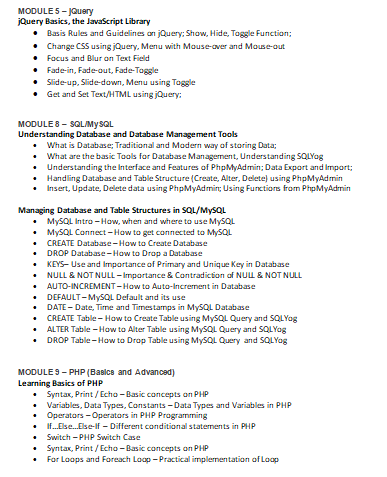 MODULE 5 – jQuery
jQuery Basics, the JavaScript Library
• Basis Rules and Guidelines on jQuery; Show, Hide, Toggle Function;
• Change CSS using jQuery, Menu with Mouse-over and Mouse-out
• Focus and Blur on Text Field
• Fade-in, Fade-out, Fade-Toggle
• Slide-up, Slide-down, Menu using Toggle
• Get and Set Text/HTML using jQuery;
MODULE 8 – SQL/MySQL
Understanding Database and Database Management Tools
• What is Database; Traditional and Modern way of storing Data;
• What are the basic Tools for Database Management, Understanding SQLYog
• Understanding the Interface and Features of PhpMyAdmin; Data Export and Import;
• Handling Database and Table Structure (Create, Alter, Delete) using PhpMyAdmin
• Insert, Update, Delete data using PhpMyAdmin; Using Functions from PhpMyAdmin
Managing Database and Table Structures in SQL/MySQL
• MySQL Intro – How, when and where to use MySQL
• MySQL Connect – How to get connected to MySQL
• CREATE Database – How to Create Database
• DROP Database – How to Drop a Database
• KEYS– Use and Importance of Primary and Unique Key in Database
• NULL & NOT NULL – Importance & Contradiction of NULL & NOT NULL
• AUTO-INCREMENT – How to Auto-Increment in Database
• DEFAULT – MySQL Default and its use
• DATE – Date, Time and Timestamps in MySQL Database
• CREATE Table – How to Create Table using MySQL Query and SQLYog
• ALTER Table – How to Alter Table using MySQL Query and SQLYog
• DROP Table – How to Drop Table using MySQL Query and SQLYog
MODULE 9 – PHP (Basics and Advanced)
Learning Basics of PHP
• Syntax, Print / Echo – Basic concepts on PHP
• Variables, Data Types, Constants – Data Types and Variables in PHP
• Operators – Operators in PHP Programming
• If...Else...Else-If – Different conditional statements in PHP
• Switch – PHP Switch Case
• Syntax, Print / Echo – Basic concepts on PHP
• For Loops and Foreach Loop – Practical implementation of Loop